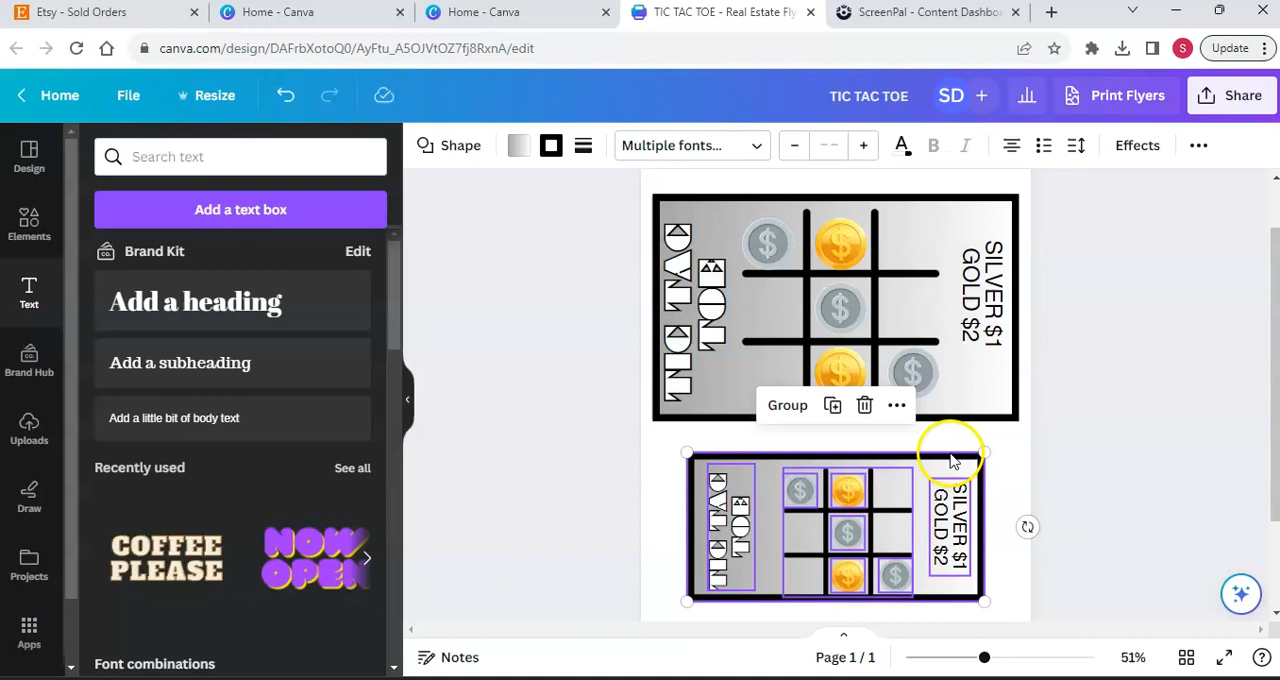 Etsy - Sold Orders
Home - Canva
Home - Canva
TIC TAC TOE - Real Estate Fly
ScreenPal - Content Dashboa
canva.com/design/DAFrbXotoQ0/AyFtu_A5OJVtOZ7fj8RxnA/edit
S
Update
Home
File
Resize
TIC TAC TOE
SD
Print Flyers
Share
Design
Elements
Text
Brand Hub
Uploads
Draw
Projects
Apps
Search text
Add a text box
Brand Kit
Edit
Add a heading
Add a subheading
Add a little bit of body text
Recently used
See all
COFFEE
PLEASE
NOW
OPEN
Font combinations
Shape
Multiple fonts...
A
B
I
Effects
$
$
$
$
$
SILVER $1
GOLD $2
Group
$
$
$
$
$
SILVER $1
GOLD $2
Notes
Page 1 / 1
51%